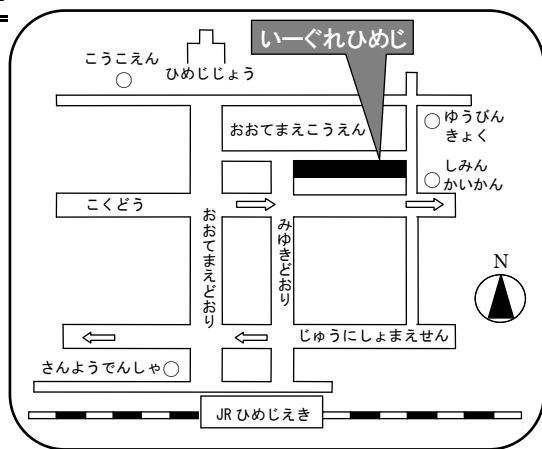 いーぐれひめじ
こうこえん
ひめじじょう
おおてまえこうえん
ゆうびん
きょく
しみん
かいかん
こくどう
おおてまえどおり
みゆきどおり
N
じゅうにしょまえせん
さんようでんしゃ
JR ひめじえき